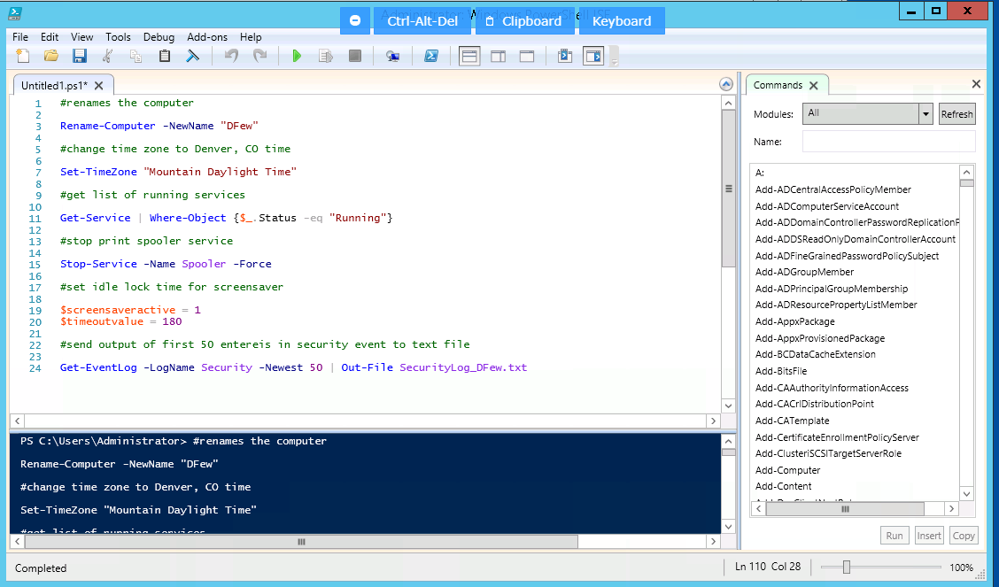 Ctrl-Alt-Del
Clipboard
Keyboard
X
File Edit View Tools Debug Add-ons Help
Untitled1.ps1* X
1 #renames the computer
2
3 Rename-Computer -NewName "DFew"
4
5 #change time zone to Denver, CO time
6
7 Set-TimeZone "Mountain Daylight Time"
8
9 #get list of running services
10
11 Get-Service | Where-Object {$_.Status -eq "Running"}
12
13 #stop print spooler service
14
15 Stop-Service -Name Spooler -Force
16
17 #set idle lock time for screensaver
18
19 $screensaveractive = 1
20 $timeoutvalue = 180
21
22 #send output of first 50 entereis in security event to text file
23
24 Get-EventLog -LogName Security -Newest 50 | Out-File SecurityLog_DFew.txt
PS C:\Users\Administrator> #renames the computer
Rename-Computer -NewName "DFew"
#change time zone to Denver, CO time
Set-TimeZone "Mountain Daylight Time"
#get list of running services
Commands X
Modules: All Refresh
Name:
A:
Add-ADCentralAccessPolicyMember
Add-ADComputerServiceAccount
Add-ADDomainControllerPasswordReplicationP
Add-ADDSReadOnlyDomainControllerAccount
Add-ADFineGrainedPasswordPolicySubject
Add-ADGroupMember
Add-ADPrincipalGroupMembership
Add-ADResourcePropertyListMember
Add-AppxPackage
Add-AppxProvisionedPackage
Add-BCDataCacheExtension
Add-BitsFile
Add-CAAuthorityInformationAccess
Add-CACrlDistributionPoint
Add-CATemplate
Add-CertificateEnrollmentPolicyServer
Add-ClusteriSCSITargetServerRole
Add-Computer
Add-Content
Run Insert Copy
Completed
Ln 110 Col 28
100%